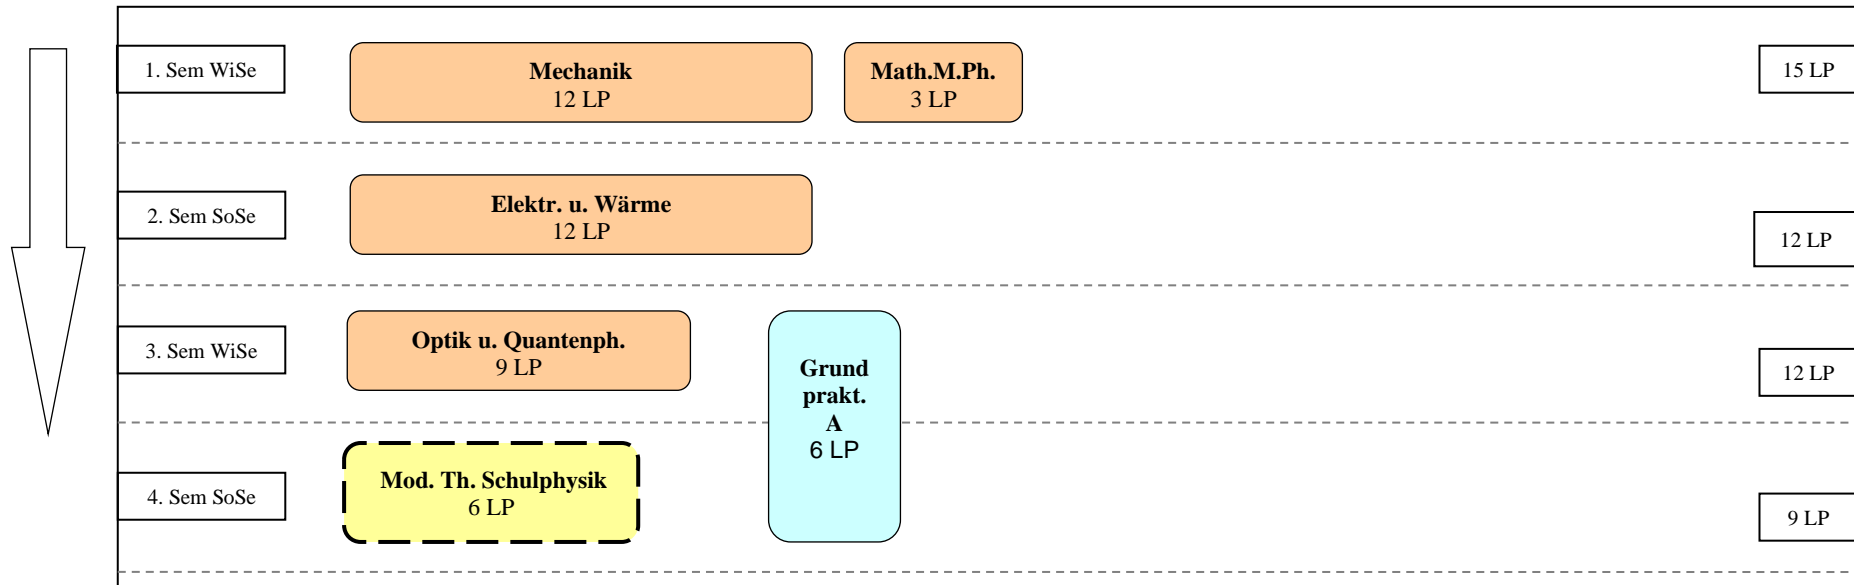 1. Sem WiSe
Mechanik
12 LP
Math.M.Ph.
3 LP
15 LP
2. Sem SoSe
Elektr. u. Wärme
12 LP
12 LP
3. Sem WiSe
Optik u. Quantenph.
9 LP
Grund
prakt.
A
6 LP
12 LP
4. Sem SoSe
Mod. Th. Schulphysik
6 LP
9 LP